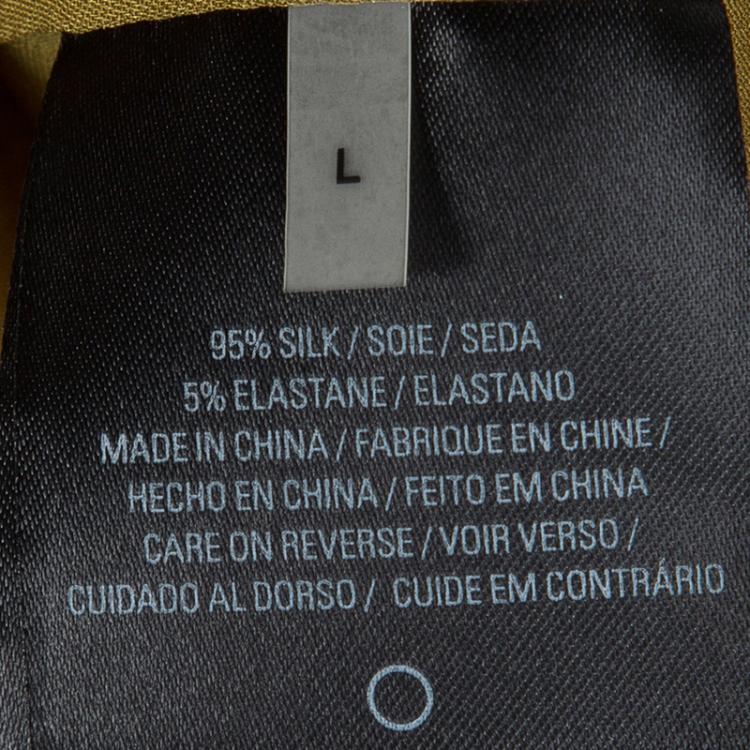 L
95% SILK / SOIE / SEDA
5% ELASTANE / ELASTANO
MADE IN CHINA / FABRIQUE EN CHINE /
HECHO EN CHINA / FEITO EM CHINA
CARE ON REVERSE / VOIR VERSO /
CUIDADO AL DORSO / CUIDE EM CONTRÁRIO